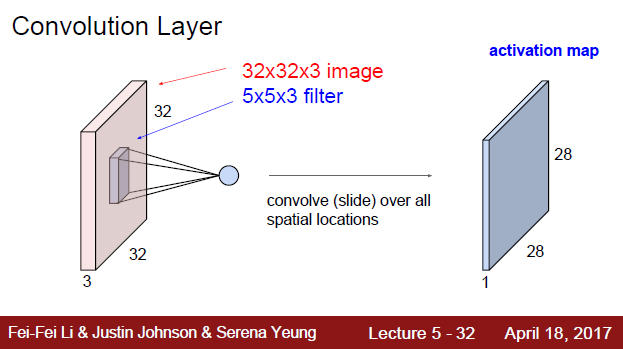 Convolution Layer
activation map
32x32x3 image
5x5x3 filter
32
28
convolve (slide) over all
spatial locations
32
28
3
1
Fei-Fei Li & Justin Johnson & Serena Yeung
Lecture 5 - 32
April 18, 2017